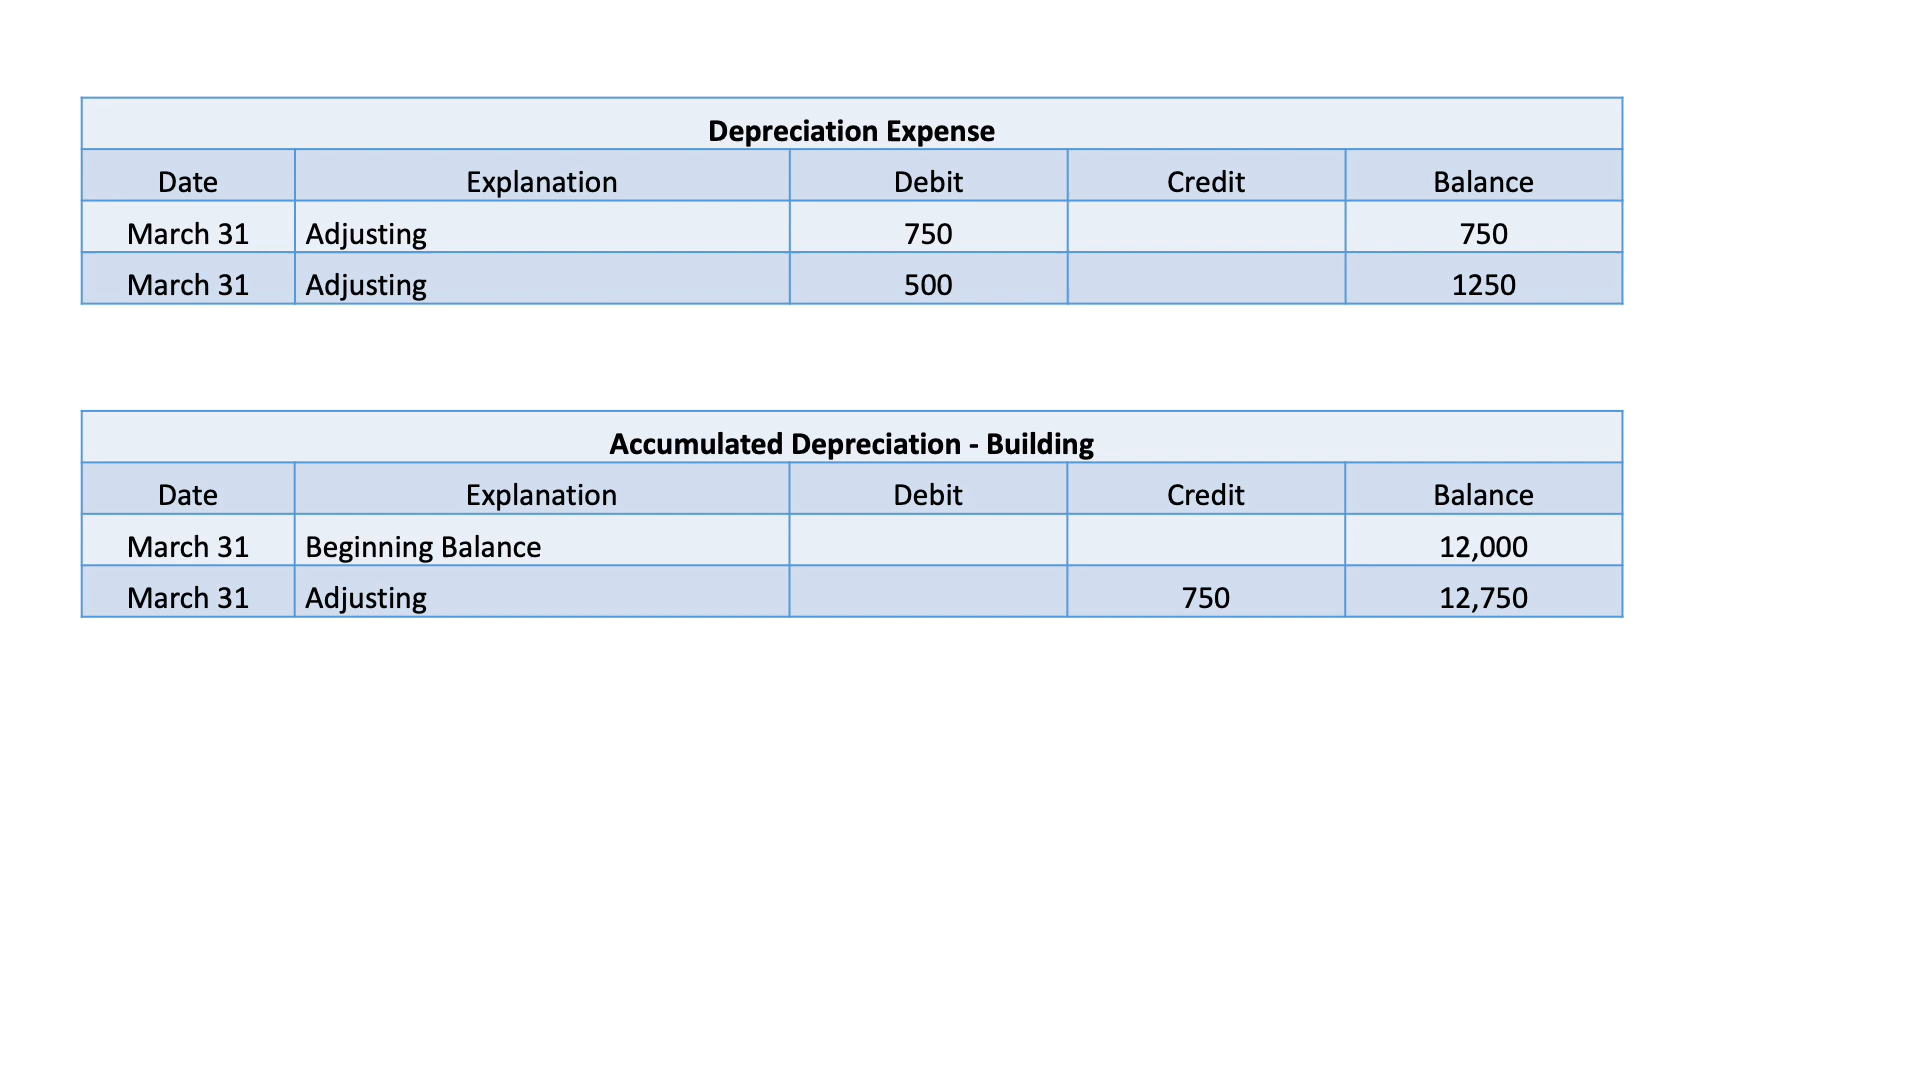 Depreciation Expense
Date Explanation Debit Credit Balance
March 31 Adjusting 750 750
March 31 Adjusting 500 1250
Accumulated Depreciation - Building
Date Explanation Debit Credit Balance
March 31 Beginning Balance 12,000
March 31 Adjusting 750 12,750